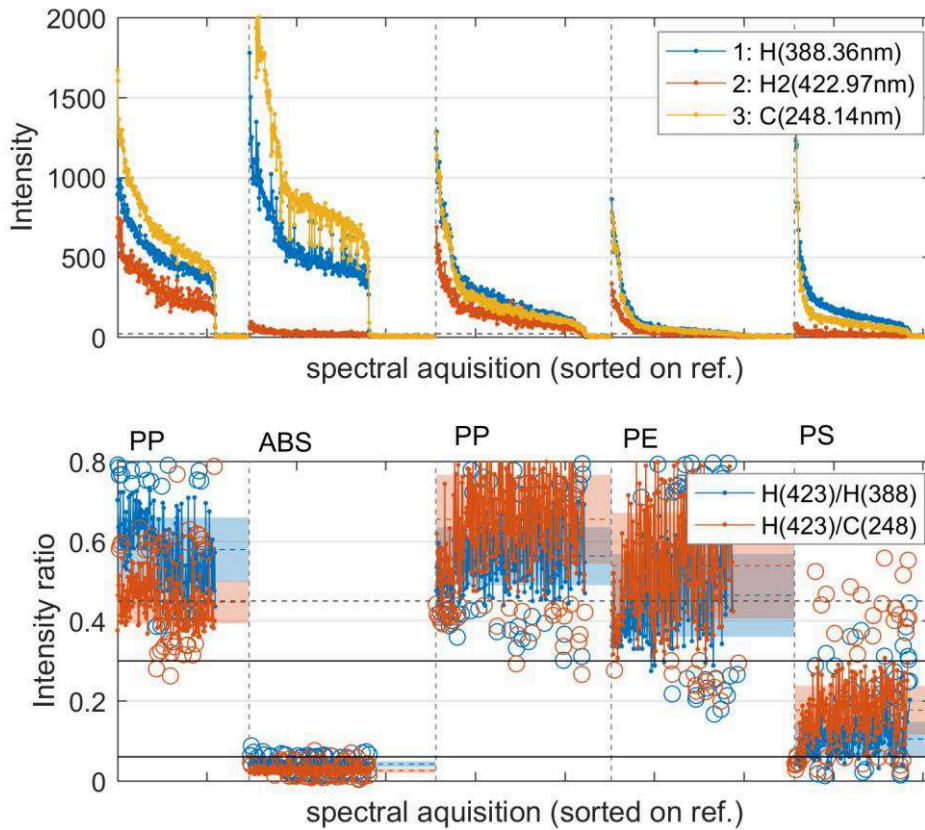 2000
1500
1000
500
0
Intensity
1: H(388.36nm)
2: H2(422.97nm)
3: C(248.14nm)
spectral aquisition (sorted on ref.)
PP
ABS
PP
PE
PS
0.8
0.6
0.4
0.2
0
Intensity ratio
H(423)/H(388)
H(423)/C(248)
spectral aquisition (sorted on ref.)